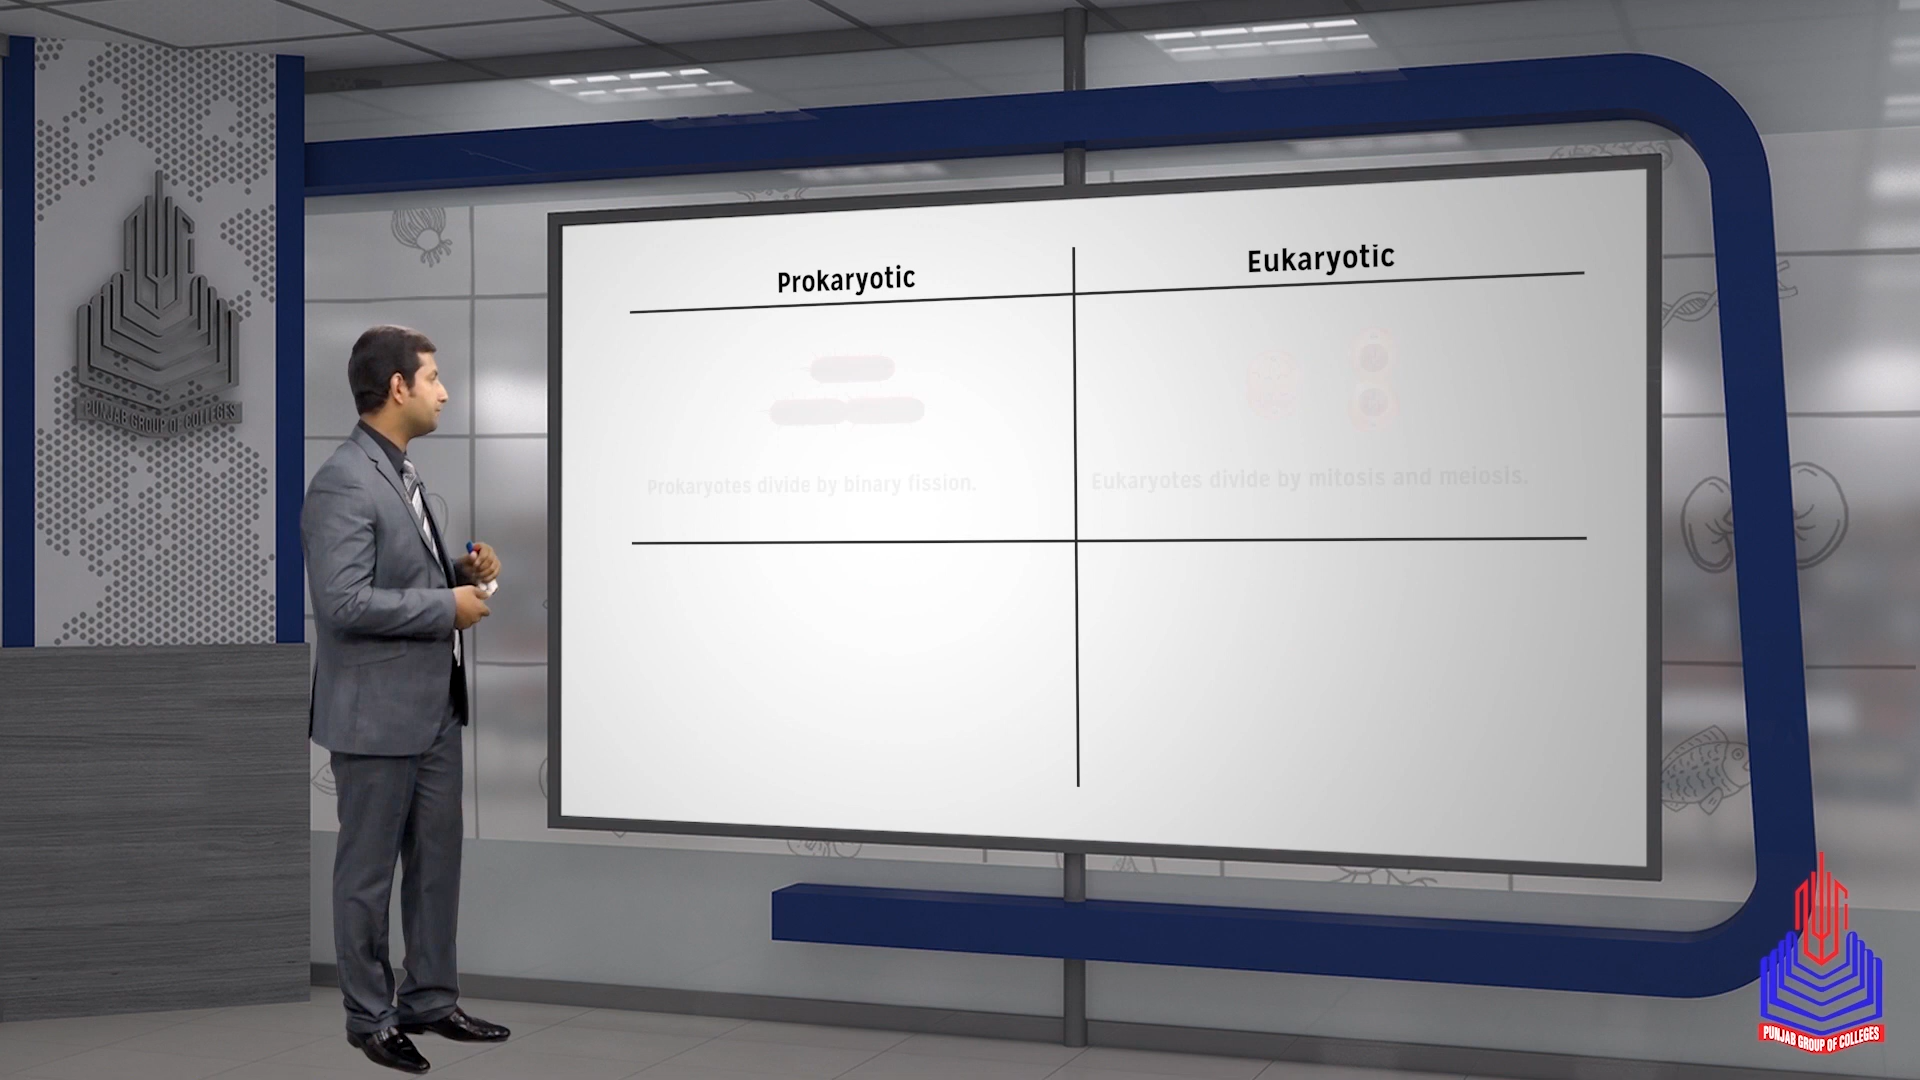 Prokaryotic
Eukaryotic
Prokaryotes divide by binary fission.
Eukaryotes divide by mitosis and meiosis.
PUNJAB GROUP OF COLLEGES
PUNJAB GROUP OF COLLEGES